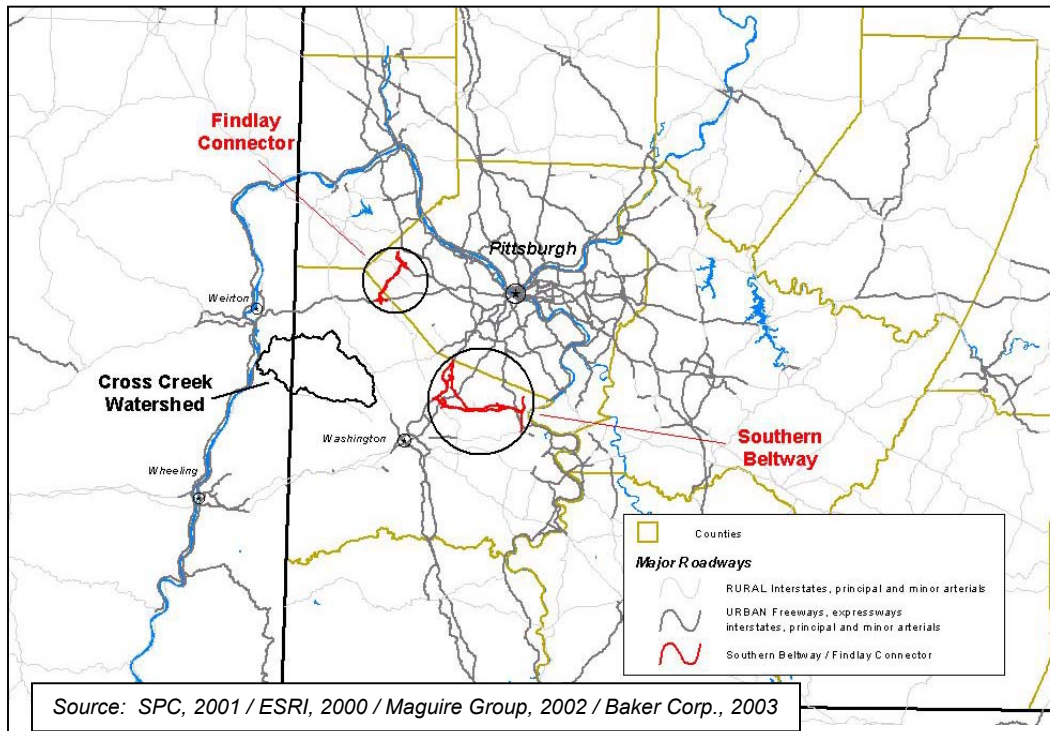 Findlay
Connector
Pittsburgh
Weirton
Cross Creek
Watershed
Washington
Southern
Beltway
Wheeling
Counties
Major Roadways
RURAL Interstates, principal and minor arterials
URBAN Freeways, expressways
interstates, principal and minor arterials
Southern Beltway / Findlay Connector
Source: SPC, 2001 / ESRI, 2000 / Maguire Group, 2002 / Baker Corp., 2003